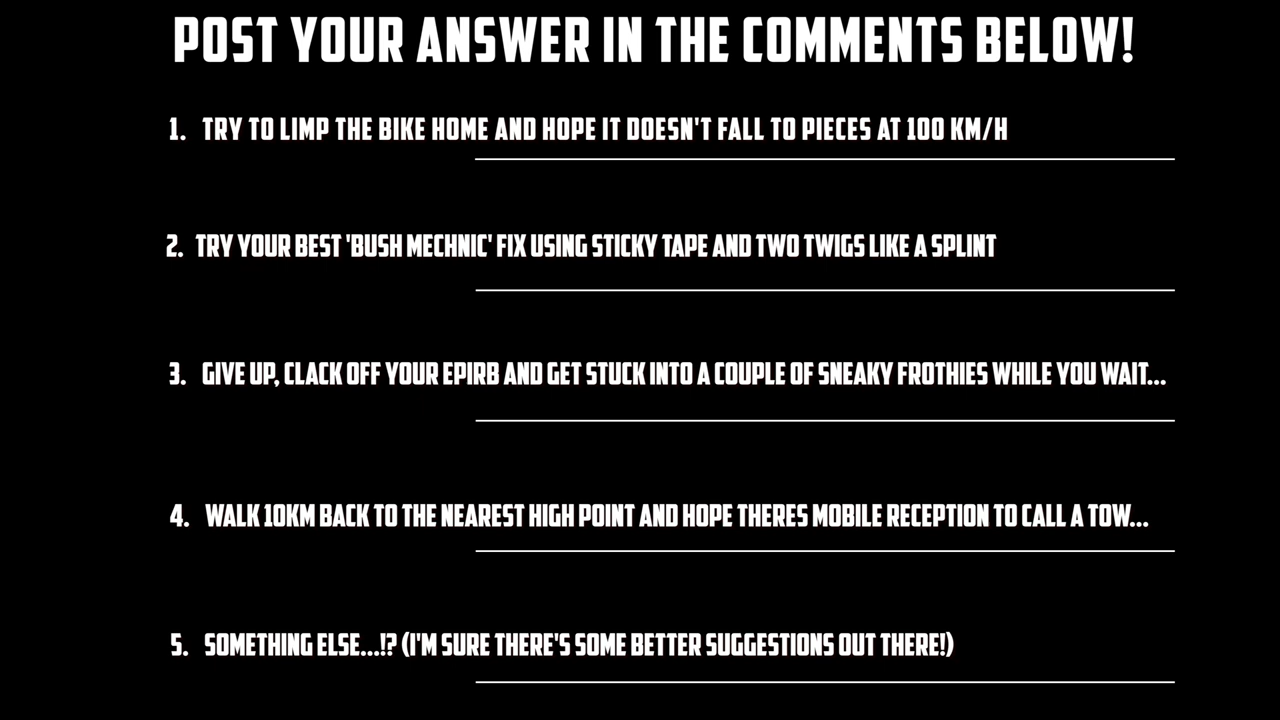 POST YOUR ANSWER IN THE COMMENTS BELOW!
1. TRY TO LIMP THE BIKE HOME AND HOPE IT DOESN'T FALL TO PIECES AT 100 KM/H
2. TRY YOUR BEST 'BUSH MECHNIC' FIX USING STICKY TAPE AND TWO TWIGS LIKE A SPLINT
3. GIVE UP, CLACK OFF YOUR EPIRB AND GET STUCK INTO A COUPLE OF SNEAKY FROTHIES WHILE YOU WAIT...
4. WALK 10KM BACK TO THE NEAREST HIGH POINT AND HOPE THERES MOBILE RECEPTION TO CALL A TOW...
5. SOMETHING ELSE...!? (I'M SURE THERE'S SOME BETTER SUGGESTIONS OUT THERE!)